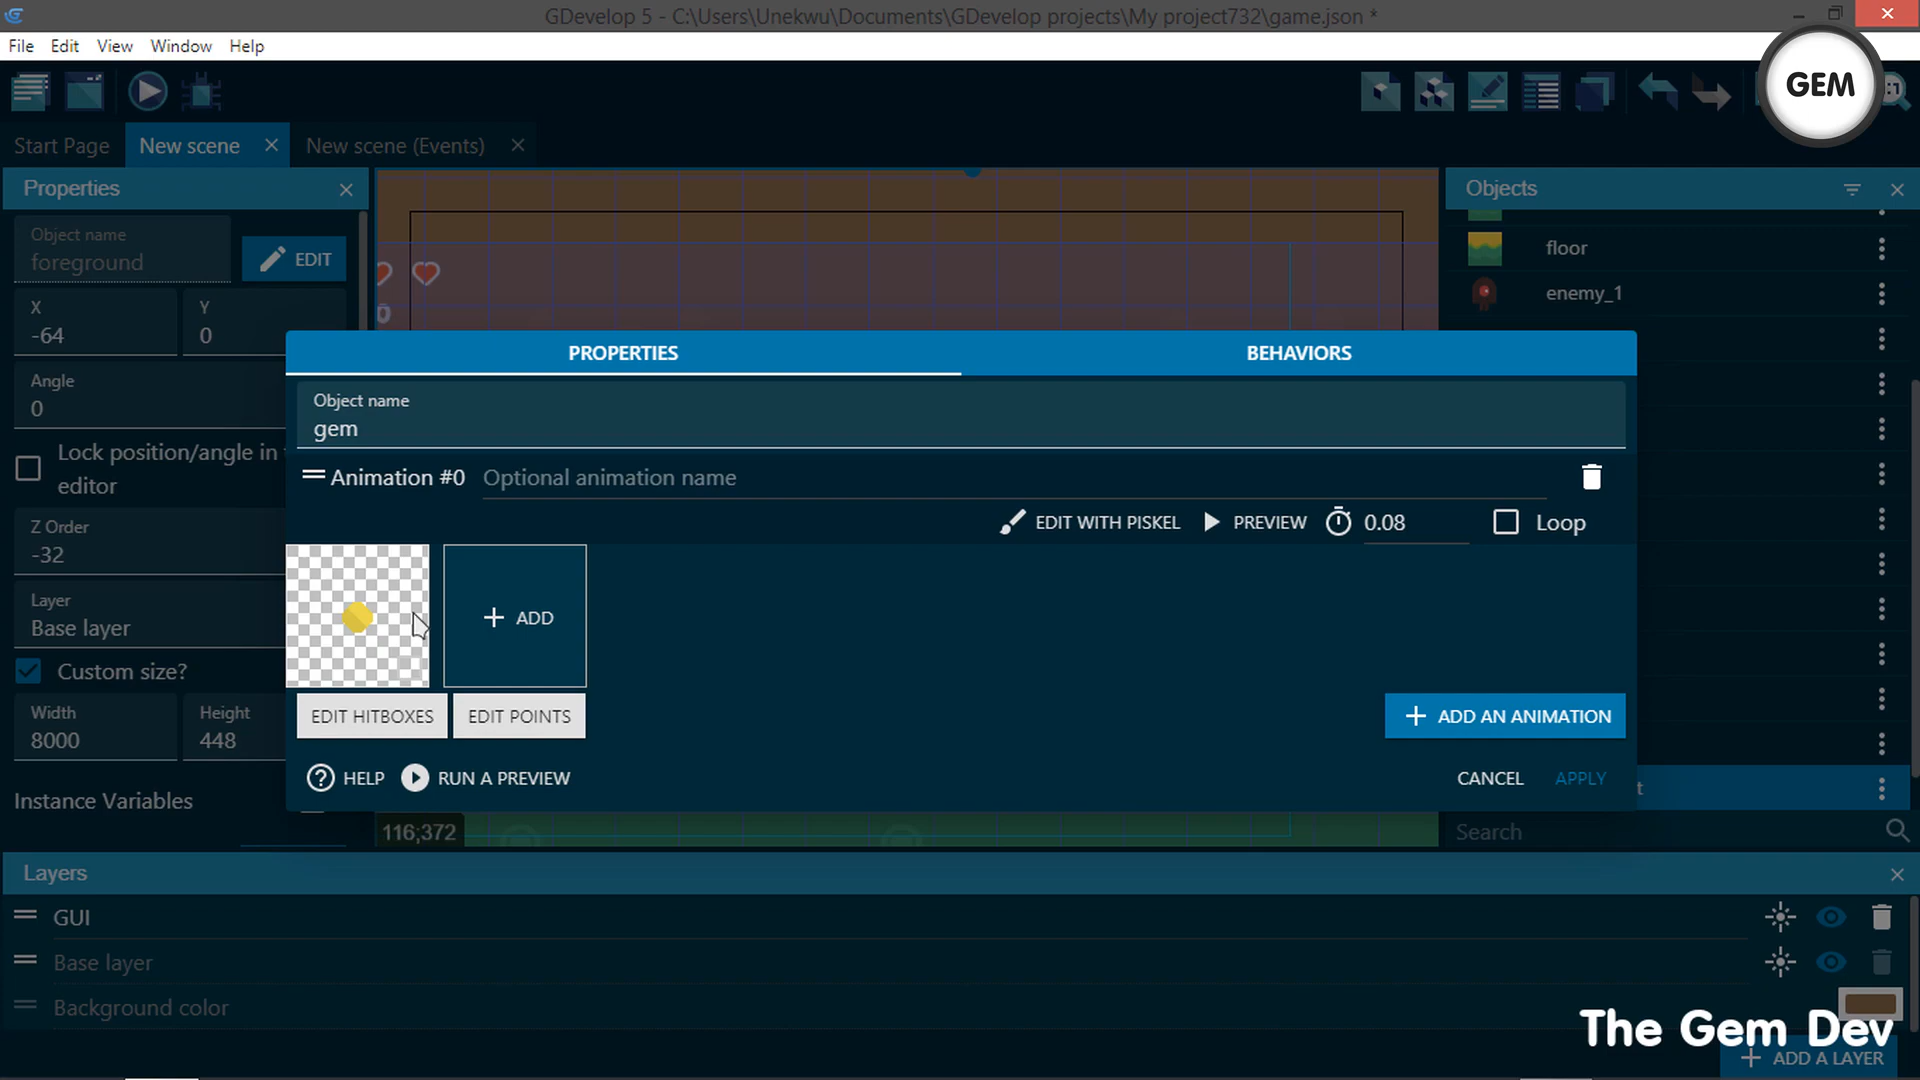 GDevelop 5 - C:\Users\Unekwu\Documents\GDevelop projects\My project732\game.json *
File Edit View Window Help
GEM
Start Page New scene New scene (Events)
Properties
Object name
foreground
EDIT
X
-64
Y
0
Angle
0
Lock position/angle in t
editor
Z Order
-32
Layer
Base layer
Custom size?
Width
8000
Height
448
Instance Variables
PROPERTIES BEHAVIORS
Object name
gem
Animation #0 Optional animation name
EDIT WITH PISKEL PREVIEW 0.08 Loop
+ ADD
EDIT HITBOXES EDIT POINTS + ADD AN ANIMATION
HELP RUN A PREVIEW CANCEL APPLY
116;372
Objects
floor
enemy_1
t
Search
Layers
GUI
Base layer
Background color
The Gem Dev
+ ADD A LAYER